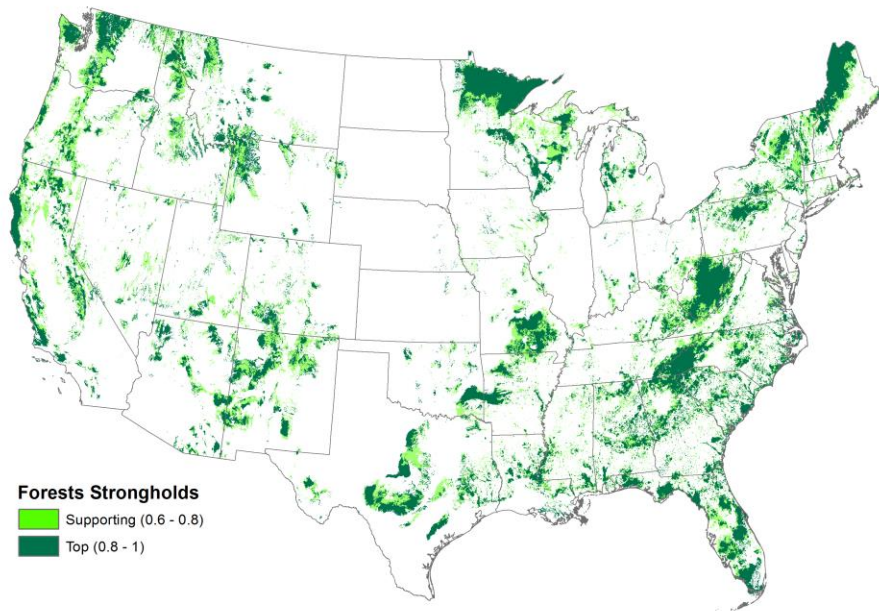 Forests Strongholds
Supporting (0.6 - 0.8)
Top (0.8 - 1)